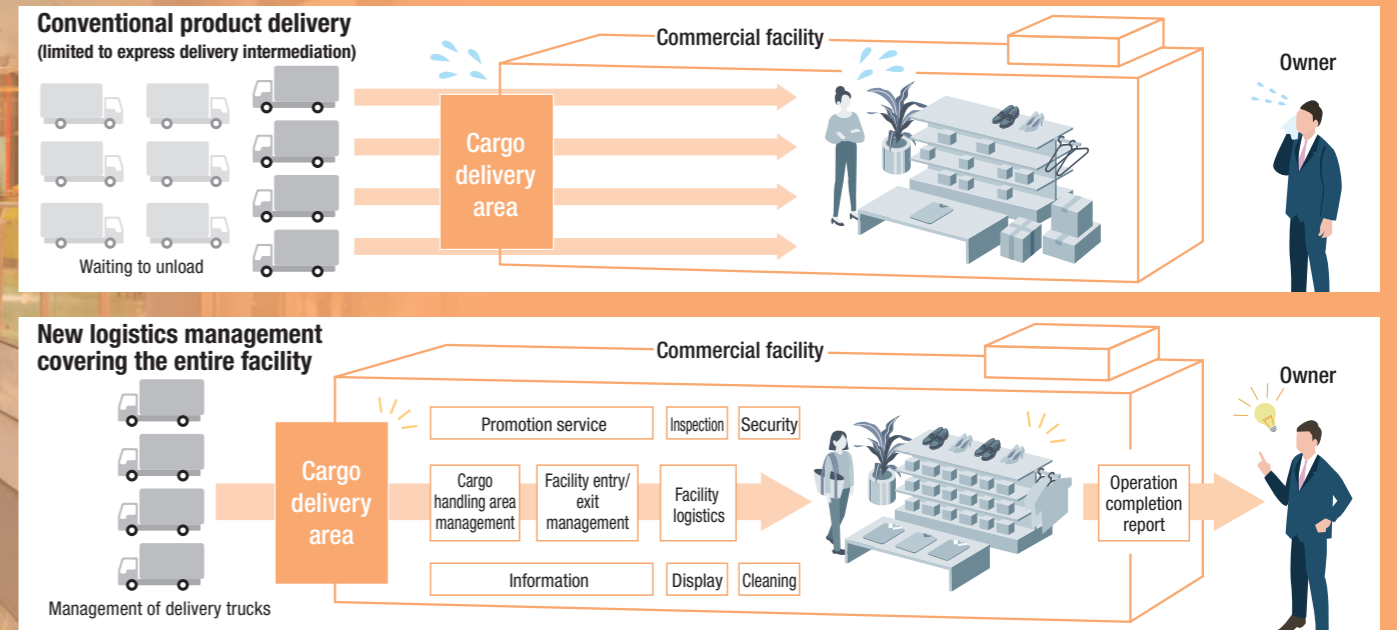 Conventional product delivery
(limited to express delivery intermediation)
Commercial facility
Owner
Cargo
delivery
area
Waiting to unload
New logistics management
covering the entire facility
Commercial facility
Owner
Promotion service
Inspection
Security
Cargo
delivery
area
Cargo
handling area
management
Facility entry/
exit
management
Facility
logistics
Operation
completion
report
Information
Display
Cleaning
Management of delivery trucks